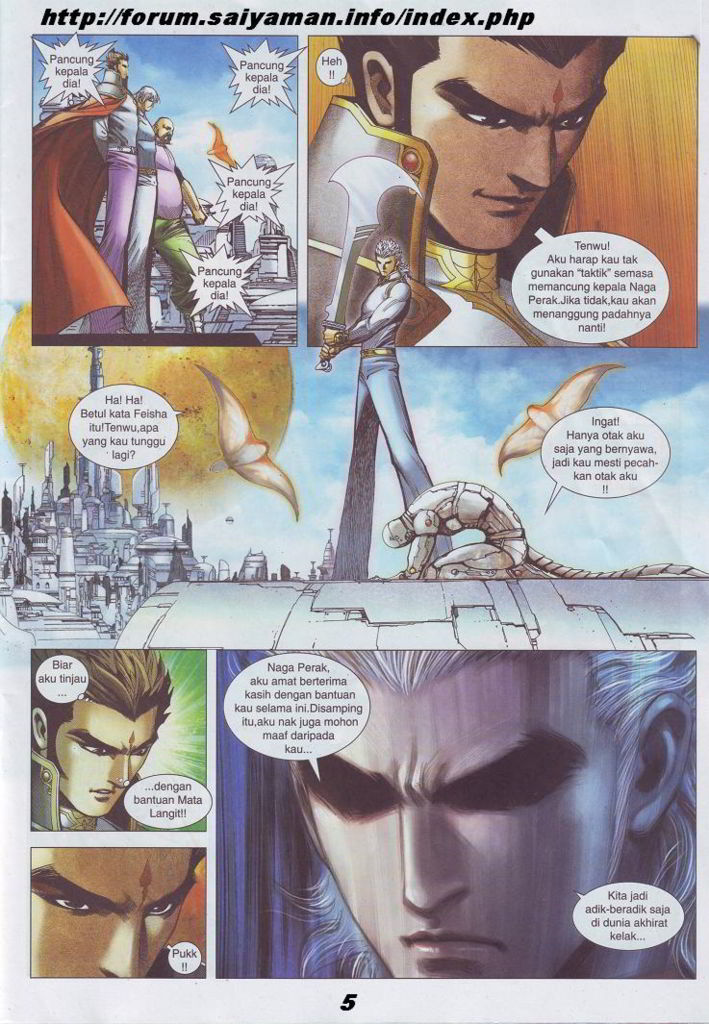 http://forum.saiyaman.info/index.php
Pancung
kepala
dia!
Pancung
kepala
dia!
Pancung
kepala
dia!
Pancung
kepala
dia!
Heh
!!
Tenwu!
Aku harap kau tak
gunakan “taktik” semasa
memancung kepala Naga
Perak.Jika tidak,kau akan
menanggung padahnya
nanti!
Ha! Ha!
Betul kata Feisha
itu!Tenwu,apa
yang kau tunggu
lagi?
Ingat!
Hanya otak aku
saja yang bernyawa,
jadi kau mesti pecah-
kan otak aku
!!
Biar
aku tinjau
...
...dengan
bantuan Mata
Langit!!
Pukk
!!
Naga Perak,
aku amat berterima
kasih dengan bantuan
kau selama ini.Disamping
itu,aku nak juga mohon
maaf daripada
kau...
Kita jadi
adik-beradik saja
di dunia akhirat
kelak...
5